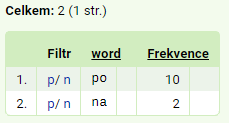 Celkem: 2 (1 str.)
Filtr word Frekvence
1. p / n po 10
2. p / n na 2